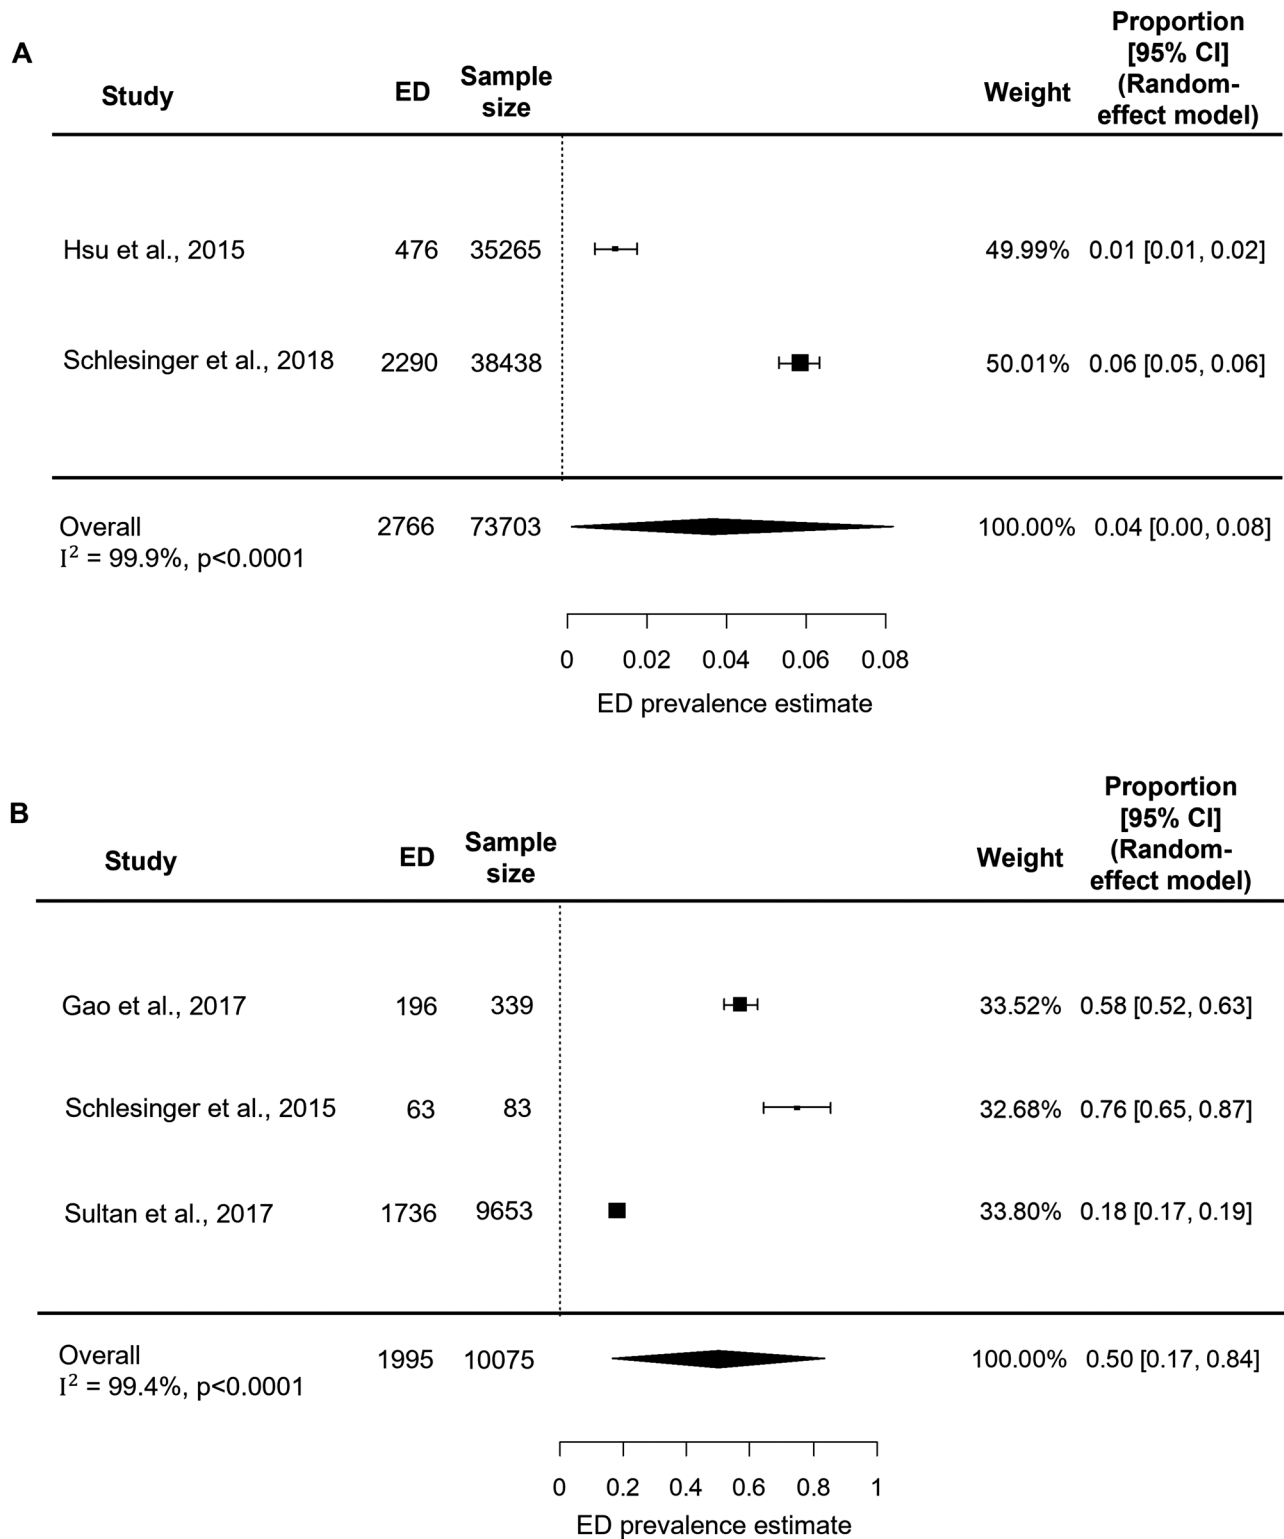 A
Study
ED
Sample
size
Weight
Proportion
[95% CI]
(Random-
effect model)
Hsu et al., 2015 476 35265 49.99% 0.01 [0.01, 0.02]
Schlesinger et al., 2018 2290 38438 50.01% 0.06 [0.05, 0.06]
Overall 2766 73703 100.00% 0.04 [0.00, 0.08]
I² = 99.9%, p<0.0001
0 0.02 0.04 0.06 0.08
ED prevalence estimate
B
Study
ED
Sample
size
Weight
Proportion
[95% CI]
(Random-
effect model)
Gao et al., 2017 196 339 33.52% 0.58 [0.52, 0.63]
Schlesinger et al., 2015 63 83 32.68% 0.76 [0.65, 0.87]
Sultan et al., 2017 1736 9653 33.80% 0.18 [0.17, 0.19]
Overall 1995 10075 100.00% 0.50 [0.17, 0.84]
I² = 99.4%, p<0.0001
0 0.2 0.4 0.6 0.8 1
ED prevalence estimate